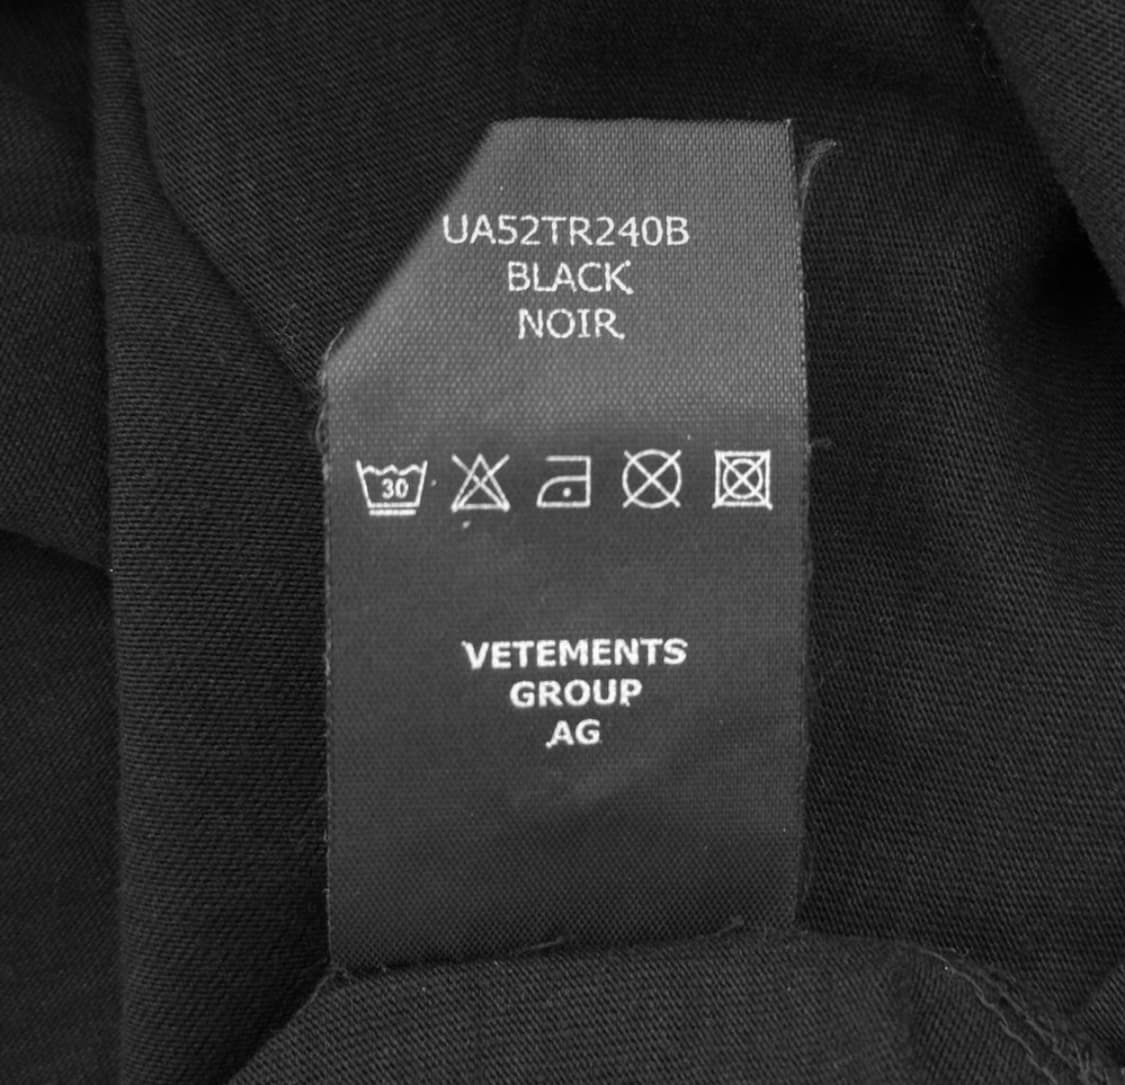 UA52TR240B
BLACK
NOIR
30
VETEMENTS
GROUP
AG